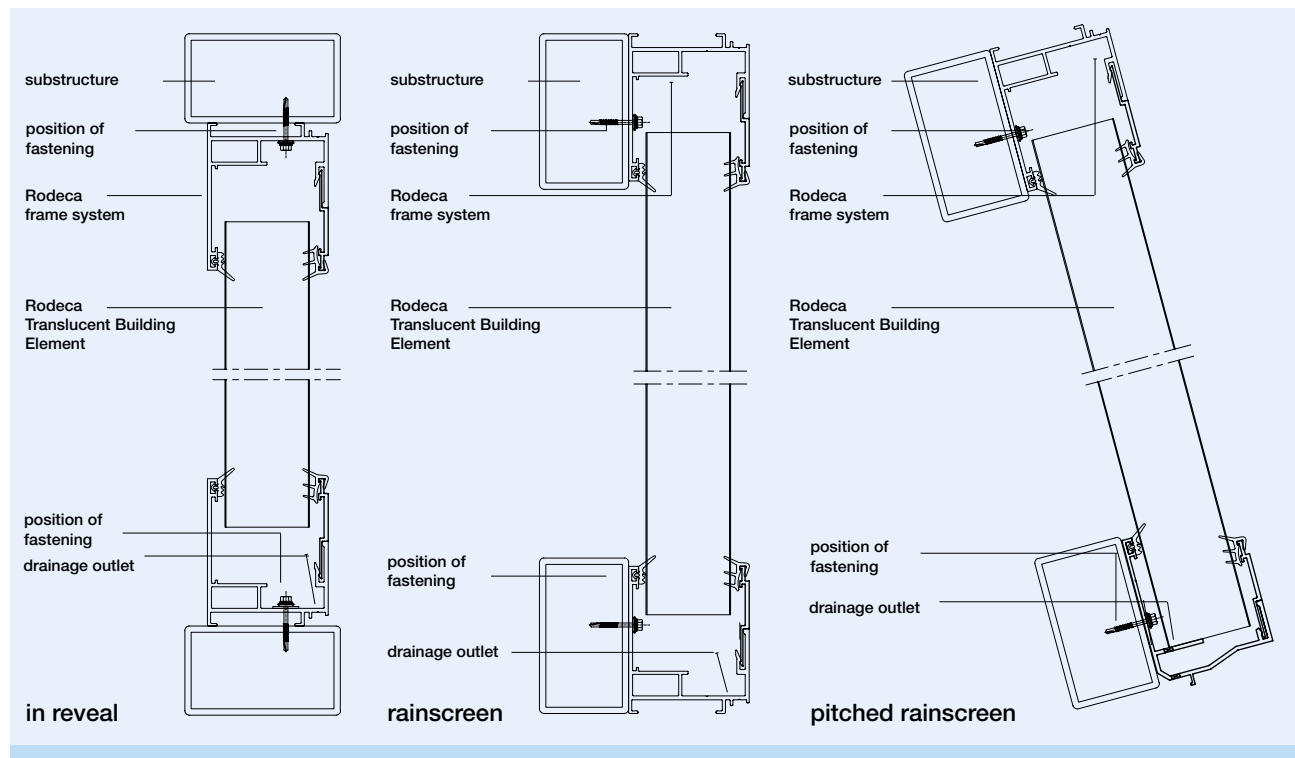 substructure
position of
fastening
Rodeca
frame system
Rodeca
Translucent Building
Element
position of
fastening
drainage outlet
in reveal
substructure
position of
fastening
Rodeca
frame system
Rodeca
Translucent Building
Element
position of
fastening
drainage outlet
rainscreen
substructure
position of
fastening
Rodeca
frame system
Rodeca
Translucent Building
Element
position of
fastening
drainage outlet
pitched rainscreen